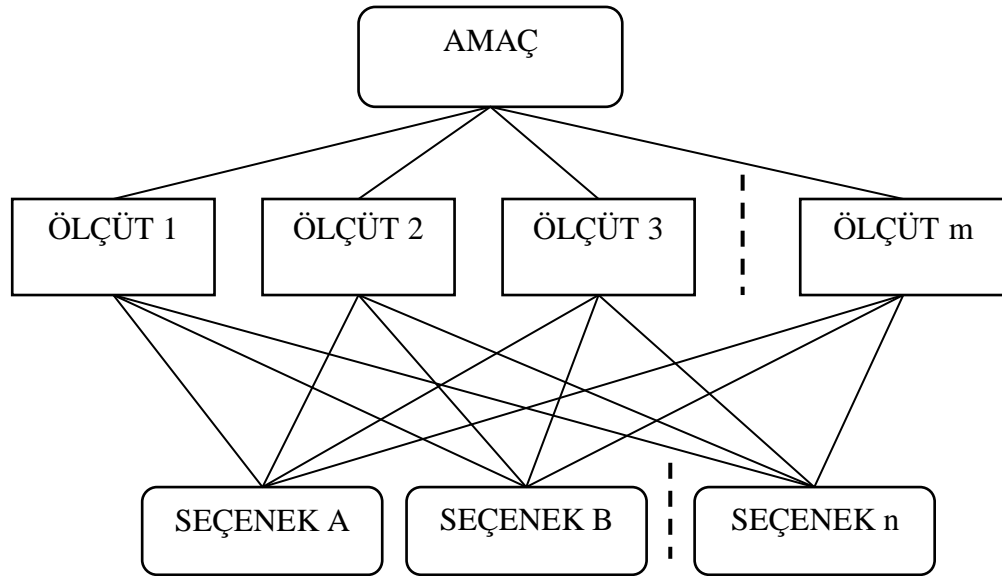 AMAÇ
ÖLÇÜT 1
ÖLÇÜT 2
ÖLÇÜT 3
ÖLÇÜT m
SEÇENEK A
SEÇENEK B
SEÇENEK n